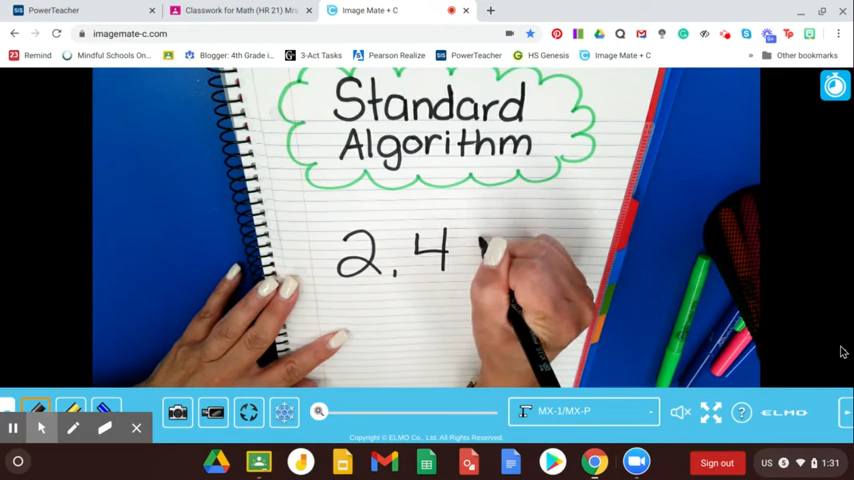 PowerTeacher
Classwork for Math (HR 21) Mrs
Image Mate + C
imagemate-c.com
Remind
Mindful Schools On...
Blogger: 4th Grade i...
3-Act Tasks
Pearson Realize
PowerTeacher
HS Genesis
Image Mate + C
Other bookmarks
Standard
Algorithm
2,4
MX-1/MX-P
ELMO
Copyright © ELMO Co., Ltd. All Rights Reserved.
Sign out
US
1:31